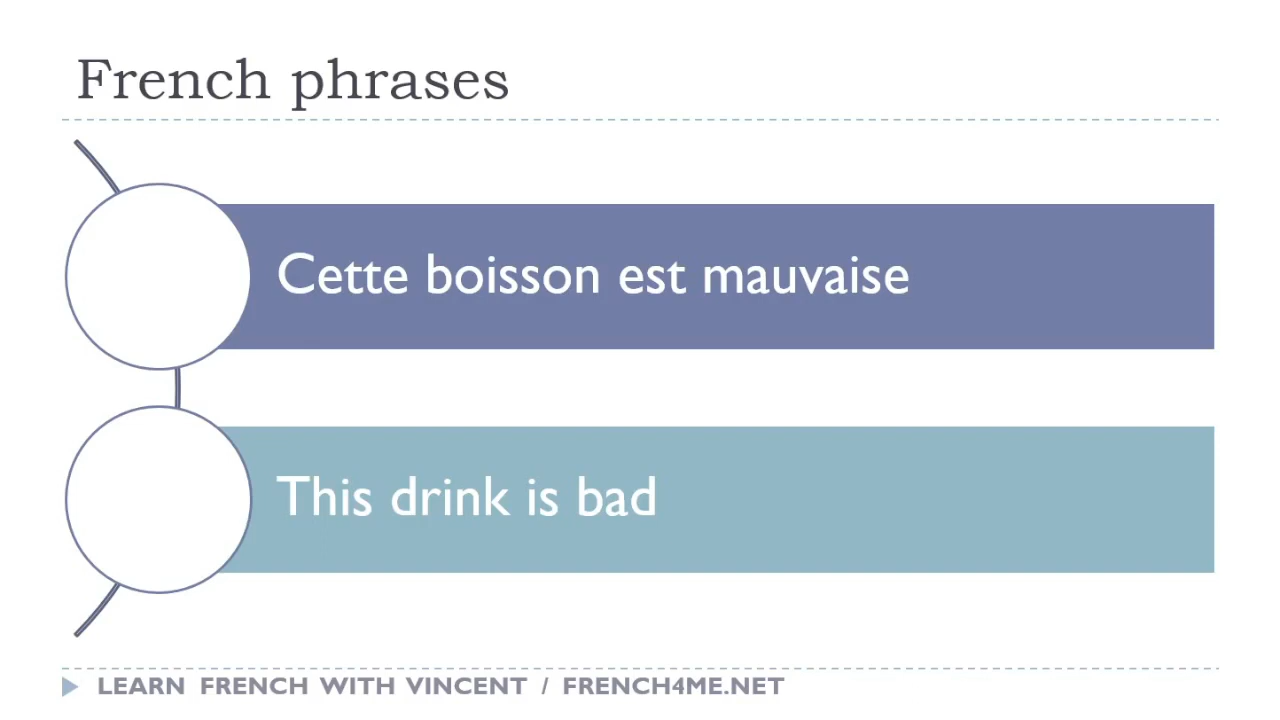 French phrases
Cette boisson est mauvaise
This drink is bad
LEARN FRENCH WITH VINCENT / FRENCH4ME.NET